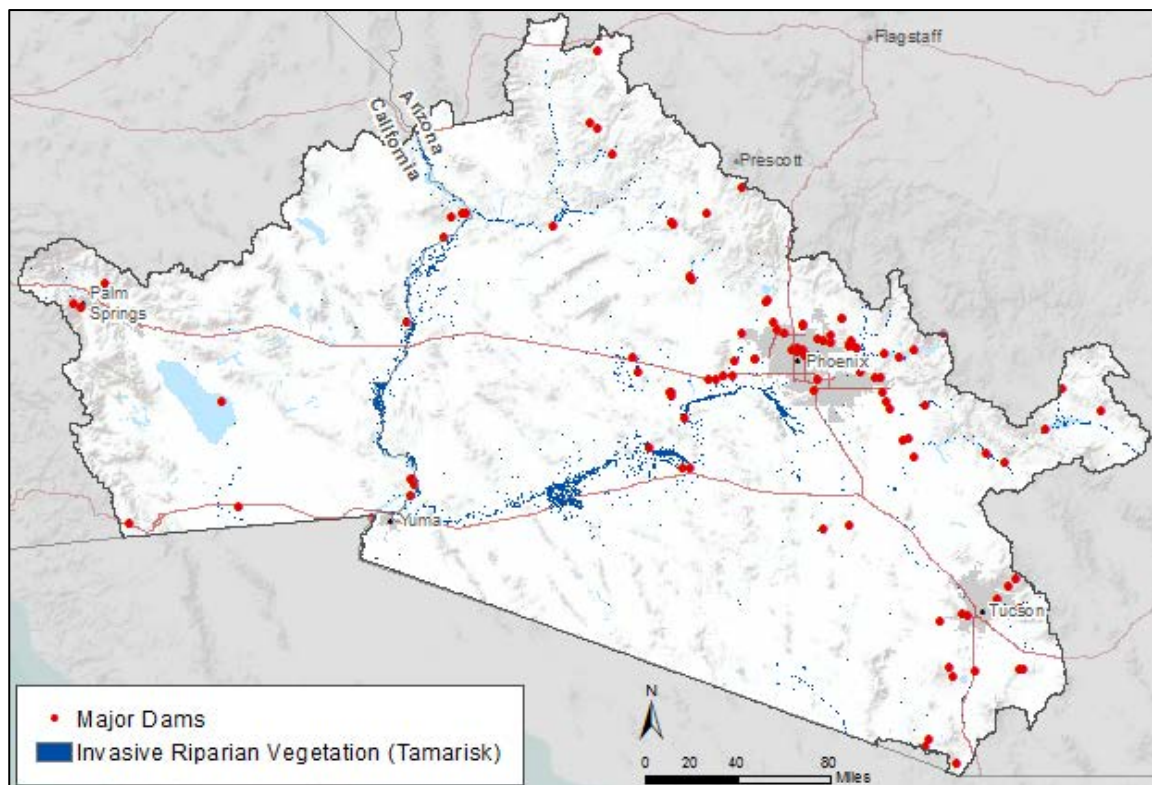 Flagstaff
Arizona
California
Prescott
Palm
Springs
Phoenix
Yuma
Tucson
Major Dams
Invasive Riparian Vegetation (Tamarisk)
N
0 20 40 80
Miles